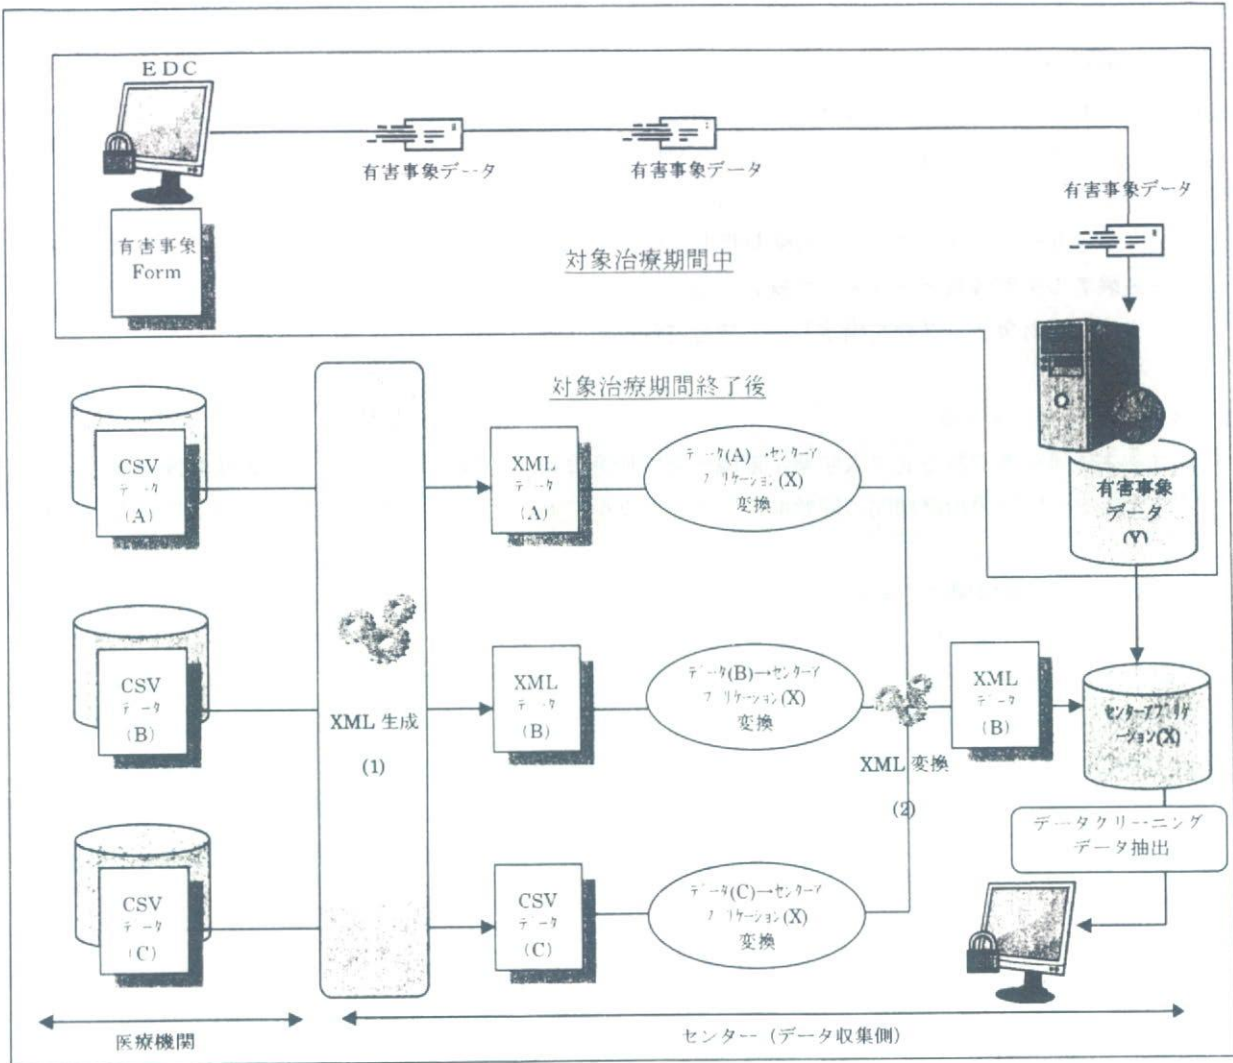 EDC
有害事象データ
有害事象データ
有害事象データ
有害事象
Form
対象治療期間中
対象治療期間終了後
CSV
データ
(A)
XML
データ
(A)
データ(A)→センターア
プリケーション(X)
変換
有害事象
データ
(Y)
CSV
データ
(B)
XML 生成
(1)
XML
データ
(B)
データ(B)→センターア
プリケーション(X)
変換
XML 変換
(2)
XML
データ
(B)
センターアプリケ
ーション(X)
データクリーニング
データ抽出
CSV
データ
(C)
CSV
データ
(C)
データ(C)→センターア
プリケーション(X)
変換
医療機関
センター（データ収集側）